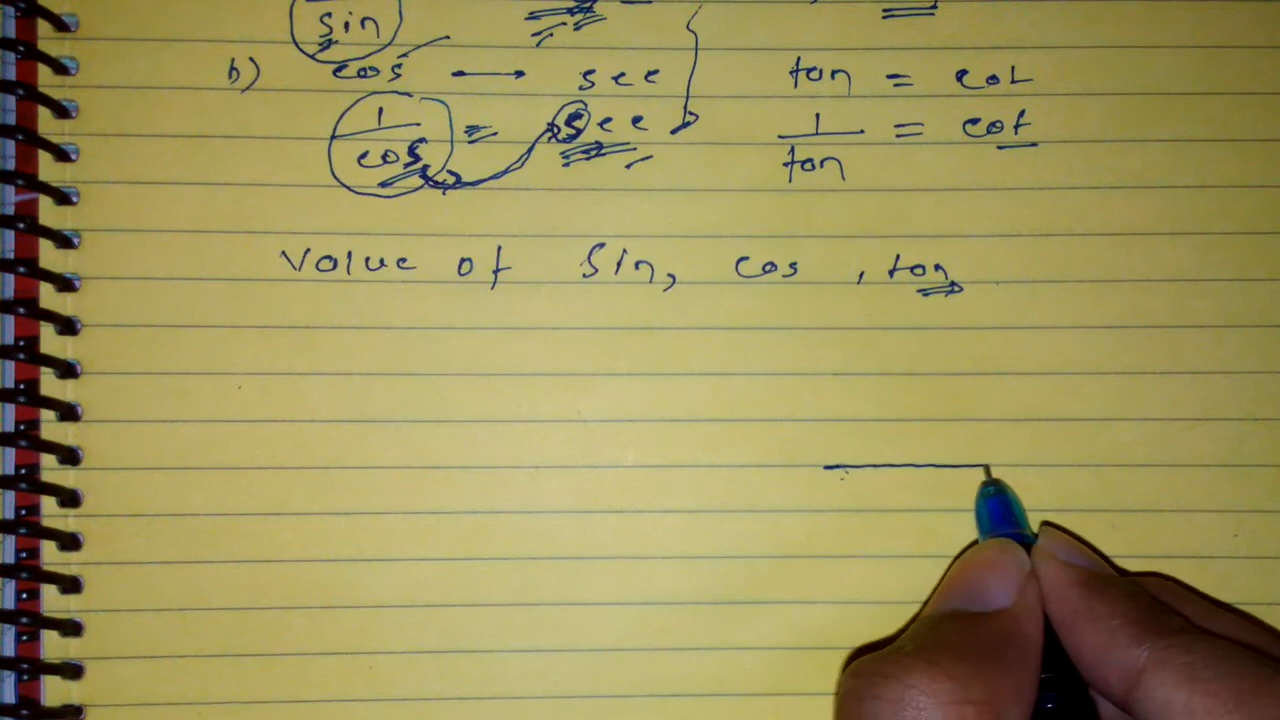 sin
b) cos → sec tan = cot
1/cos = sec 1/tan = cot
value of sin, cos, tan